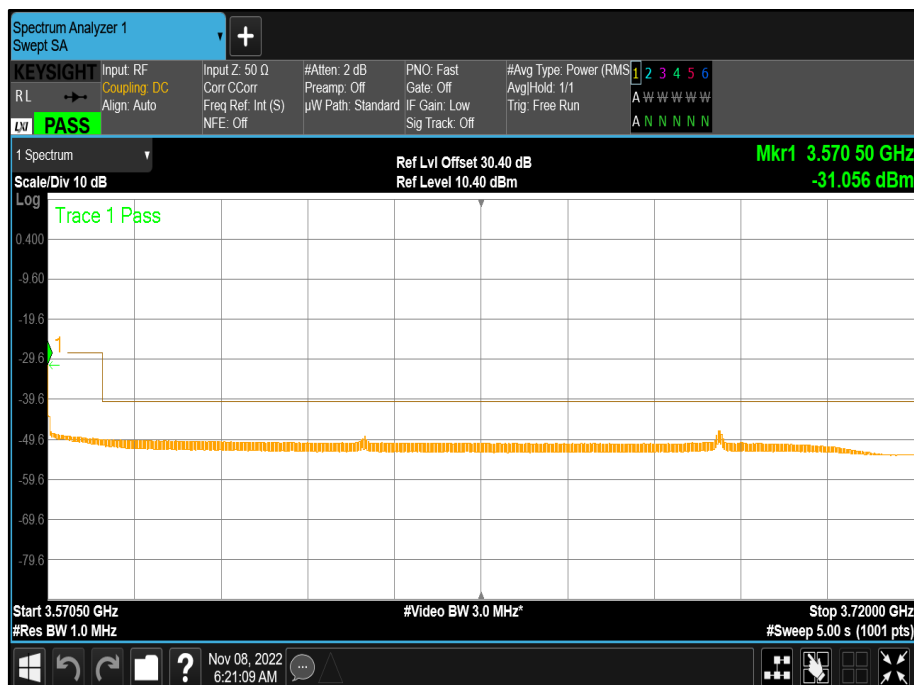 Spectrum Analyzer 1
Swept SA
+
KEYSIGHT
RL
LXI PASS
Input: RF
Coupling: DC
Align: Auto
Input Z: 50 Ω
Corr CCorr
Freq Ref: Int (S)
NFE: Off
#Atten: 2 dB
Preamp: Off
µW Path: Standard
PNO: Fast
Gate: Off
IF Gain: Low
Sig Track: Off
#Avg Type: Power (RMS
Avg|Hold: 1/1
Trig: Free Run
1 2 3 4 5 6
A W W W W W
A N N N N N
1 Spectrum
Scale/Div 10 dB
Ref Lvl Offset 30.40 dB
Ref Level 10.40 dBm
Mkr1 3.570 50 GHz
-31.056 dBm
Log
Trace 1 Pass
0.400
-9.60
-19.6
1
-29.6
-39.6
-49.6
-59.6
-69.6
-79.6
Start 3.57050 GHz
#Res BW 1.0 MHz
#Video BW 3.0 MHz*
Stop 3.72000 GHz
#Sweep 5.00 s (1001 pts)
?
Nov 08, 2022
6:21:09 AM